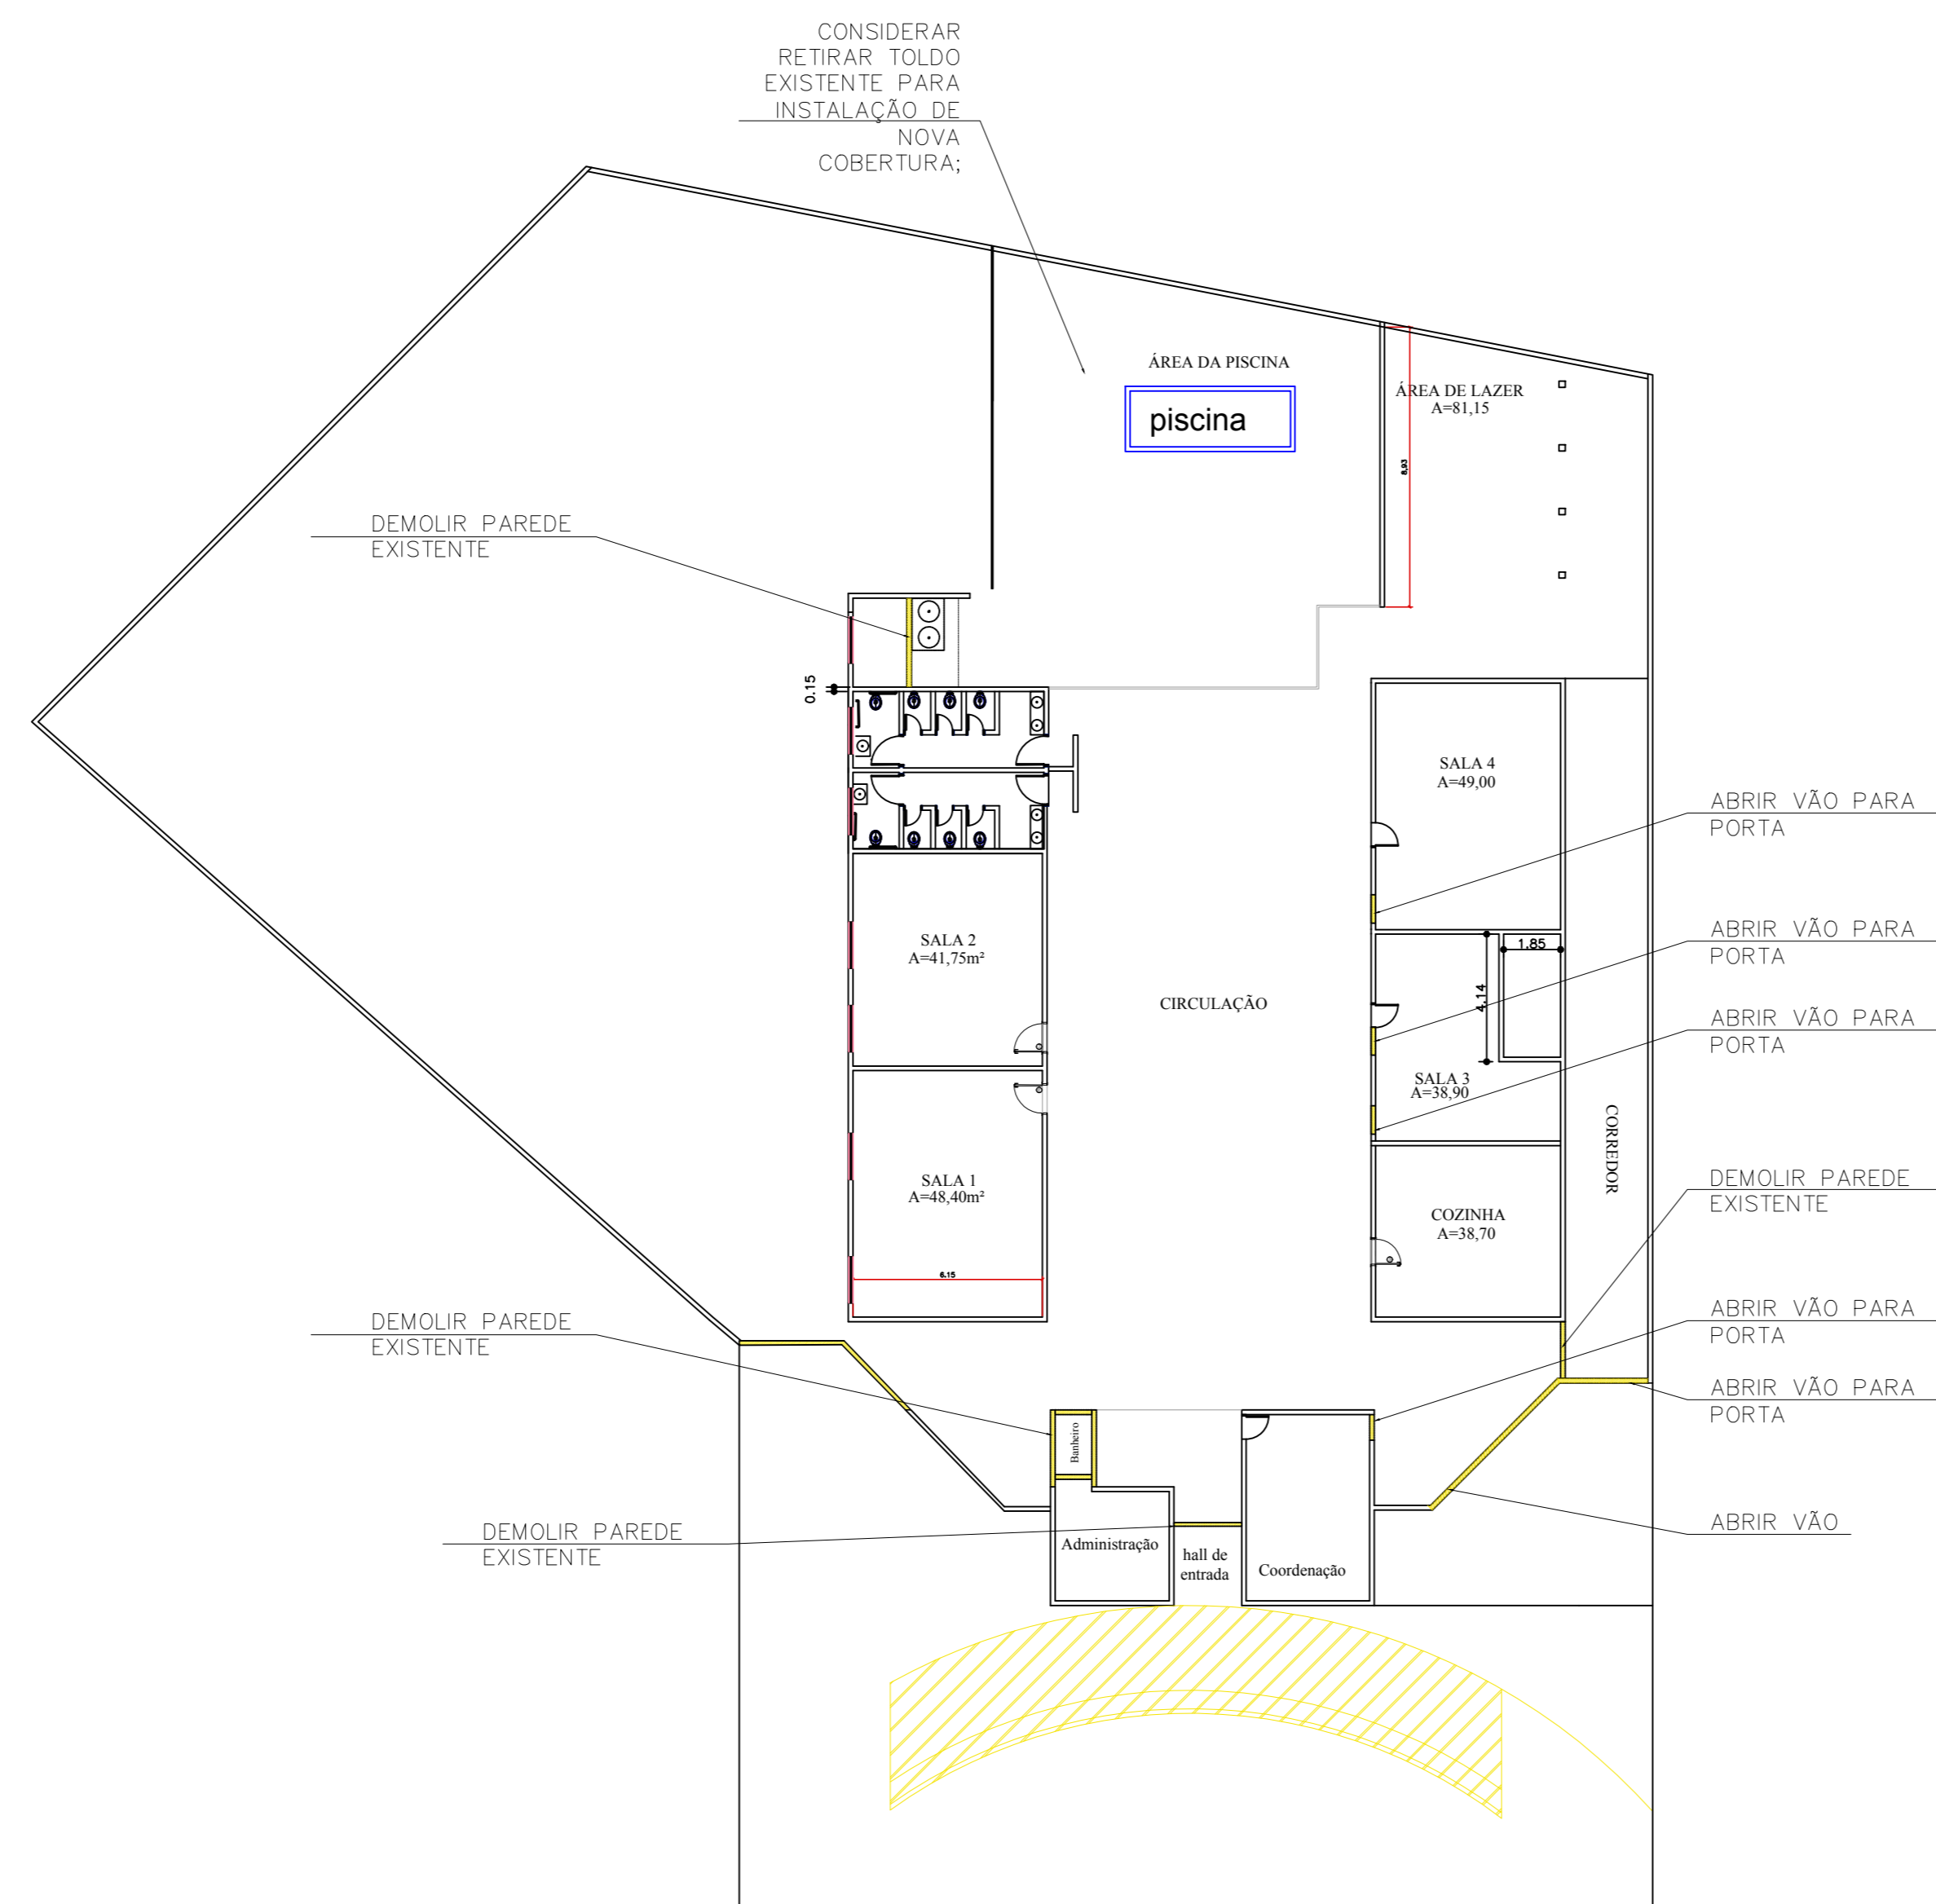 CONSIDERAR
RETIRAR TOLDO
EXISTENTE PARA
INSTALAÇÃO DE
NOVA
COBERTURA;
ÁREA DA PISCINA
piscina
ÁREA DE LAZER
A=81,15
8,93
DEMOLIR PAREDE
EXISTENTE
0.15
SALA 4
A=49,00
ABRIR VÃO PARA
PORTA
SALA 2
A=41,75m²
1.85
ABRIR VÃO PARA
PORTA
4.14
CIRCULAÇÃO
ABRIR VÃO PARA
PORTA
SALA 3
A=38,90
CORREDOR
SALA 1
A=48,40m²
DEMOLIR PAREDE
EXISTENTE
COZINHA
A=38,70
6.15
DEMOLIR PAREDE
EXISTENTE
ABRIR VÃO PARA
PORTA
ABRIR VÃO PARA
PORTA
Banheiro
DEMOLIR PAREDE
EXISTENTE
ABRIR VÃO
Administração
hall de
entrada
Coordenação